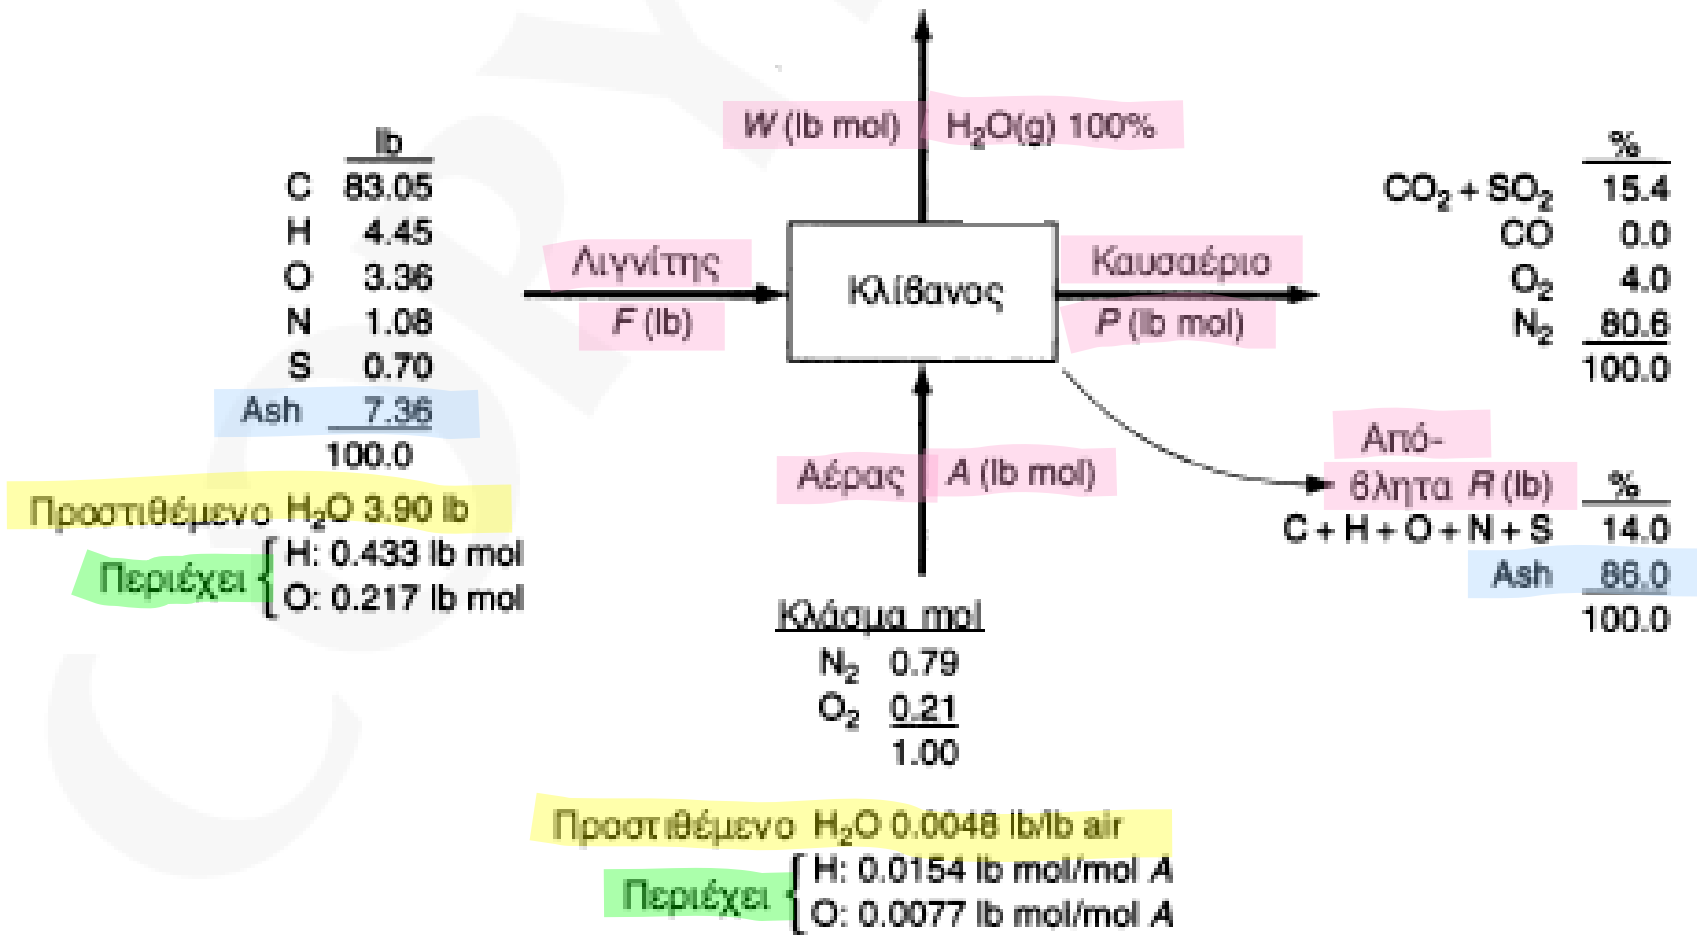 W (lb mol) H₂O(g) 100%
lb
C 83.05
H 4.45
O 3.36
N 1.08
S 0.70
Ash 7.36
100.0
Προστιθέμενο H₂O 3.90 lb
Περιέχει { H: 0.433 lb mol
O: 0.217 lb mol
Λιγνίτης
F (lb)
Κλίβανος
Καυσαέριο
P (lb mol)
%
CO₂ + SO₂ 15.4
CO 0.0
O₂ 4.0
N₂ 80.6
100.0
Αέρας A (lb mol)
Από-
βλητα R (lb) %
C + H + O + N + S 14.0
Ash 86.0
100.0
Κλάσμα mol
N₂ 0.79
O₂ 0.21
1.00
Προστιθέμενο H₂O 0.0048 lb/lb air
Περιέχει { H: 0.0154 lb mol/mol A
O: 0.0077 lb mol/mol A